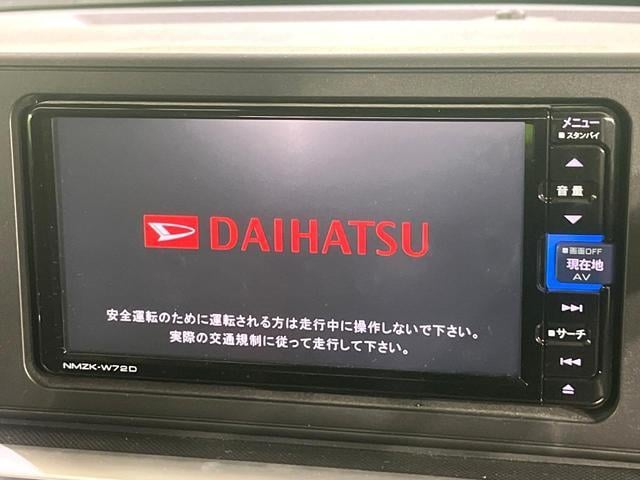 DAIHATSU
安全運転のために運転される方は走行中に操作しないで下さい。
実際の交通規制に従って走行して下さい。
NMZK-W72D
メニュー
■スタンバイ
音量
■画面OFF
現在地
AV
■サーチ